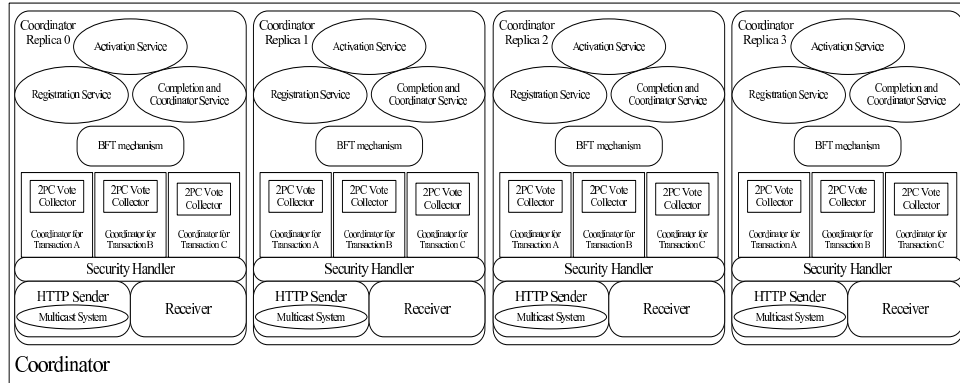 Coordinator
Replica 0
Activation Service
Registration Service
Completion and
Coordinator Service
BFT mechanism
2PC Vote
Collector
Coordinator for
Transaction A
2PC Vote
Collector
Coordinator for
Transaction B
2PC Vote
Collector
Coordinator for
Transaction C
Security Handler
HTTP Sender
Multicast System
Receiver
Coordinator
Replica 1
Activation Service
Registration Service
Completion and
Coordinator Service
BFT mechanism
2PC Vote
Collector
Coordinator for
Transaction A
2PC Vote
Collector
Coordinator for
Transaction B
2PC Vote
Collector
Coordinator for
Transaction C
Security Handler
HTTP Sender
Multicast System
Receiver
Coordinator
Replica 2
Activation Service
Registration Service
Completion and
Coordinator Service
BFT mechanism
2PC Vote
Collector
Coordinator for
Transaction A
2PC Vote
Collector
Coordinator for
Transaction B
2PC Vote
Collector
Coordinator for
Transaction C
Security Handler
HTTP Sender
Multicast System
Receiver
Coordinator
Replica 3
Activation Service
Registration Service
Completion and
Coordinator Service
BFT mechanism
2PC Vote
Collector
Coordinator for
Transaction A
2PC Vote
Collector
Coordinator for
Transaction B
2PC Vote
Collector
Coordinator for
Transaction C
Security Handler
HTTP Sender
Multicast System
Receiver
Coordinator